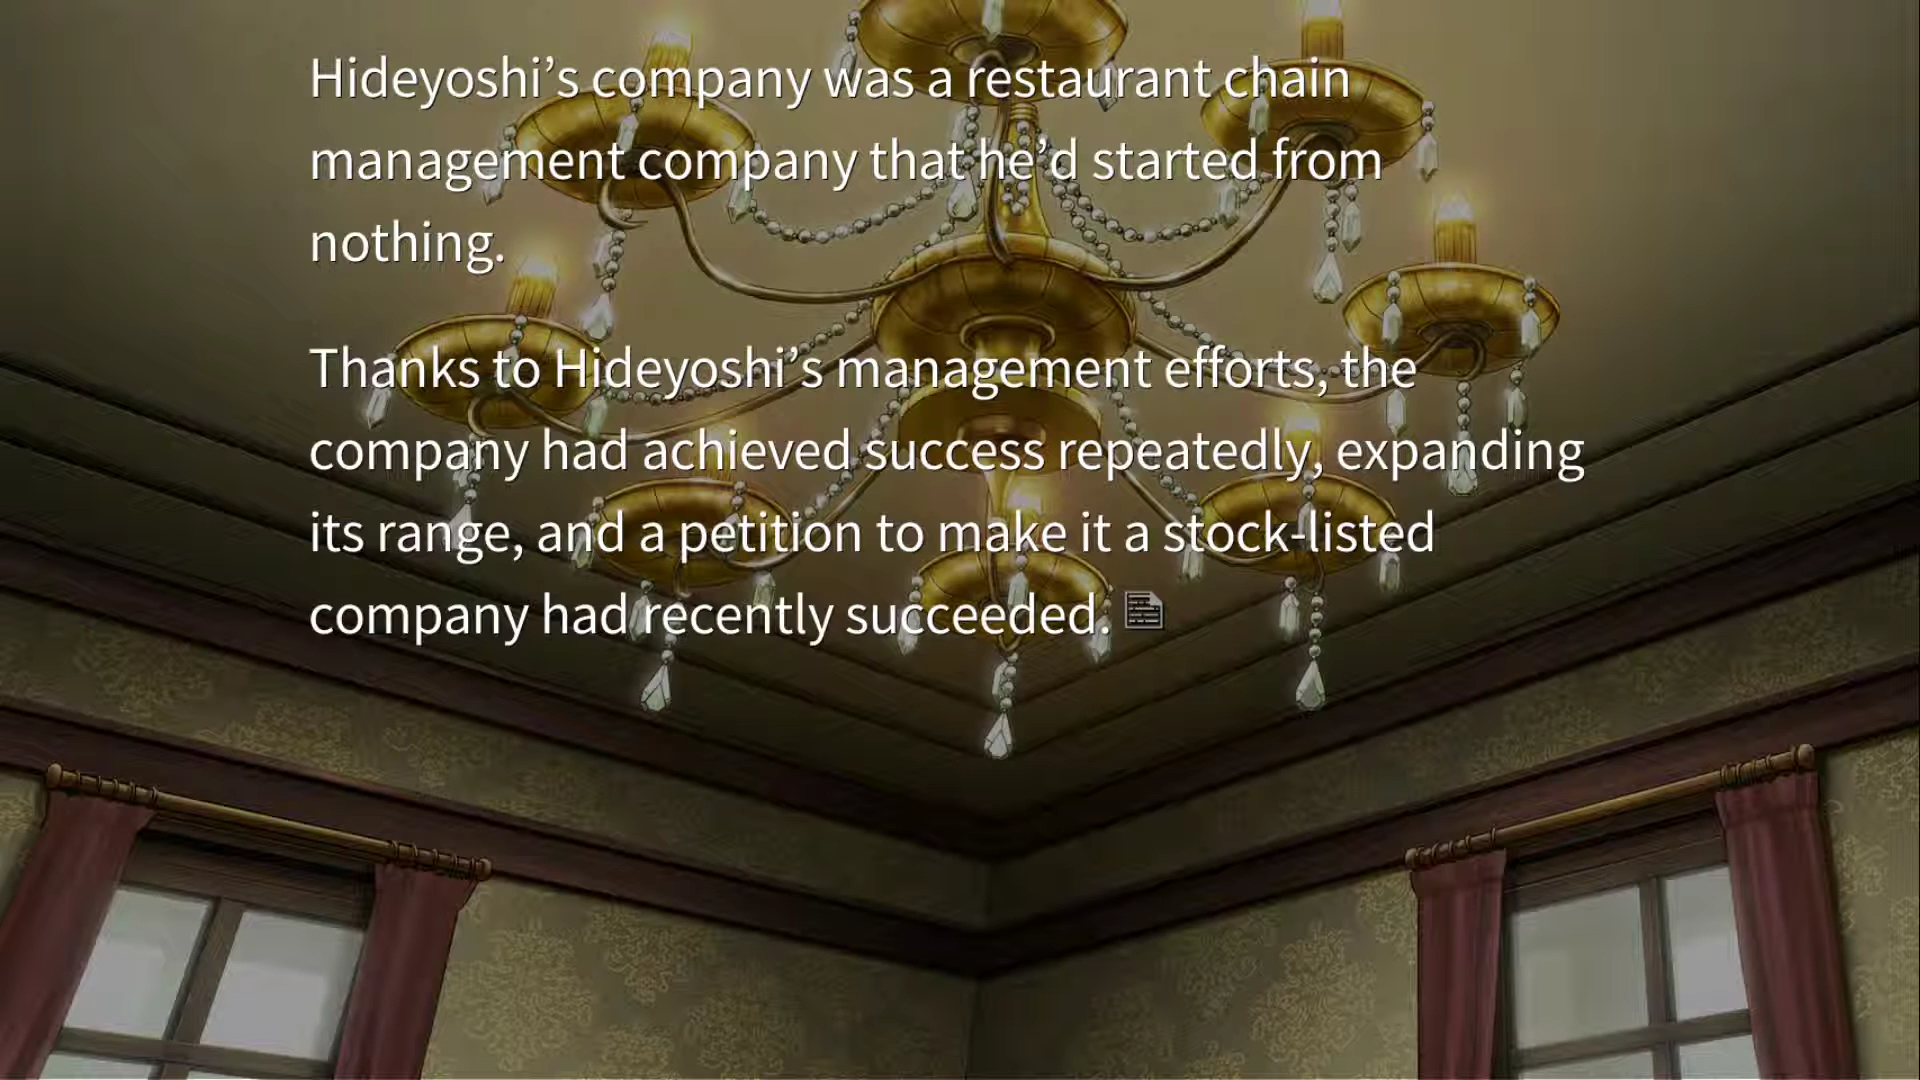 Hideyoshi’s company was a restaurant chain
management company that he’d started from
nothing.
Thanks to Hideyoshi’s management efforts, the
company had achieved success repeatedly, expanding
its range, and a petition to make it a stock-listed
company had recently succeeded.